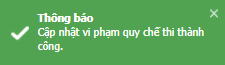 Thông báo
Cập nhật vi phạm quy chế thi thành
công.